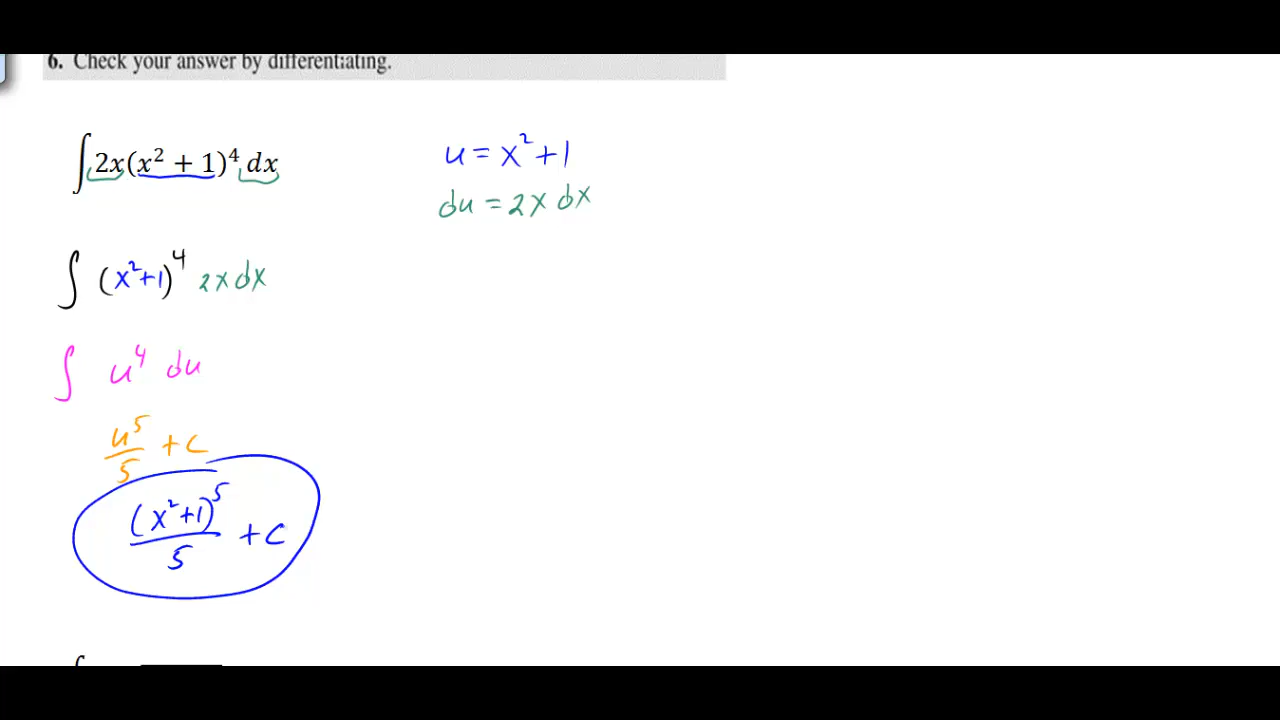 6. Check your answer by differentiating.
∫ 2x(x² + 1)⁴ dx
u = x² + 1
du = 2x dx
∫ (x²+1)⁴ 2x dx
∫ u⁴ du
u⁵/5 + c
(x²+1)⁵/5 + c